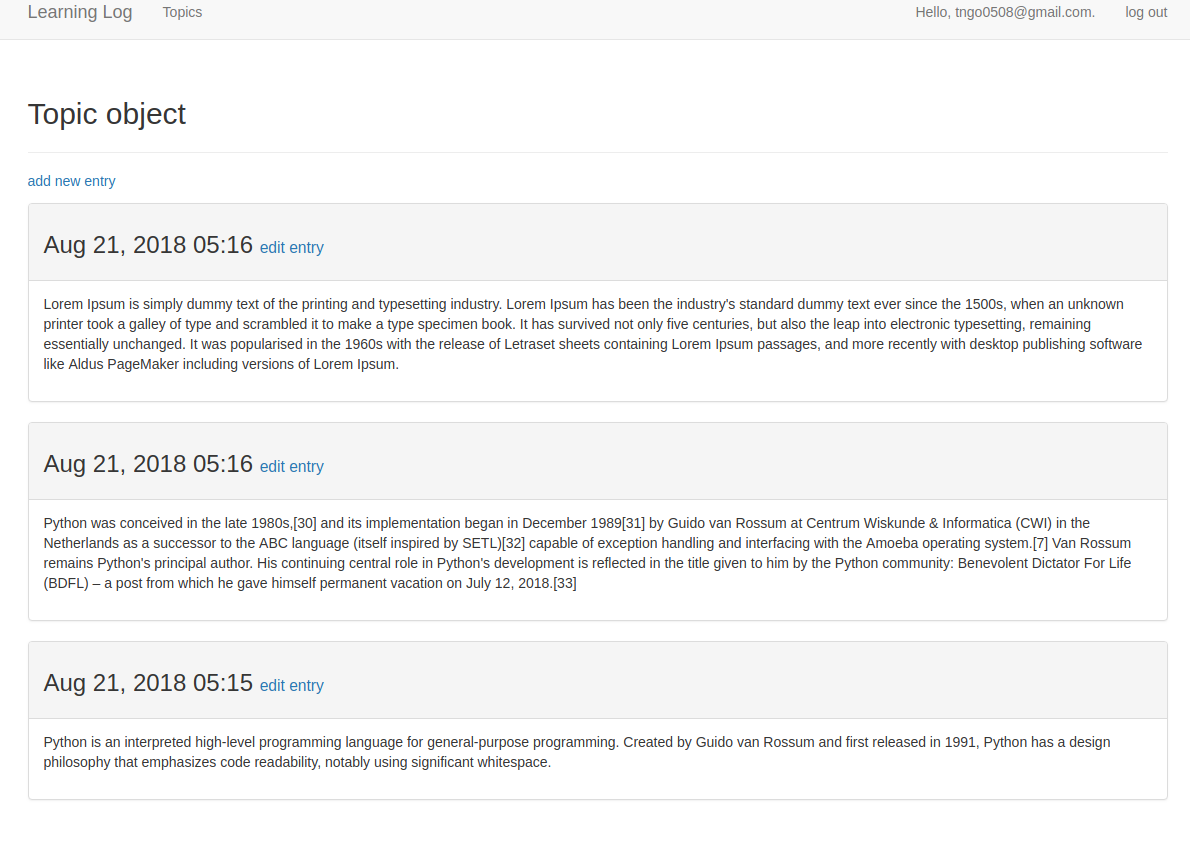 Learning Log Topics Hello, tngo0508@gmail.com. log out
Topic object
add new entry
Aug 21, 2018 05:16 edit entry
Lorem Ipsum is simply dummy text of the printing and typesetting industry. Lorem Ipsum has been the industry's standard dummy text ever since the 1500s, when an unknown
printer took a galley of type and scrambled it to make a type specimen book. It has survived not only five centuries, but also the leap into electronic typesetting, remaining
essentially unchanged. It was popularised in the 1960s with the release of Letraset sheets containing Lorem Ipsum passages, and more recently with desktop publishing software
like Aldus PageMaker including versions of Lorem Ipsum.
Aug 21, 2018 05:16 edit entry
Python was conceived in the late 1980s,[30] and its implementation began in December 1989[31] by Guido van Rossum at Centrum Wiskunde & Informatica (CWI) in the
Netherlands as a successor to the ABC language (itself inspired by SETL)[32] capable of exception handling and interfacing with the Amoeba operating system.[7] Van Rossum
remains Python's principal author. His continuing central role in Python's development is reflected in the title given to him by the Python community: Benevolent Dictator For Life
(BDFL) – a post from which he gave himself permanent vacation on July 12, 2018.[33]
Aug 21, 2018 05:15 edit entry
Python is an interpreted high-level programming language for general-purpose programming. Created by Guido van Rossum and first released in 1991, Python has a design
philosophy that emphasizes code readability, notably using significant whitespace.